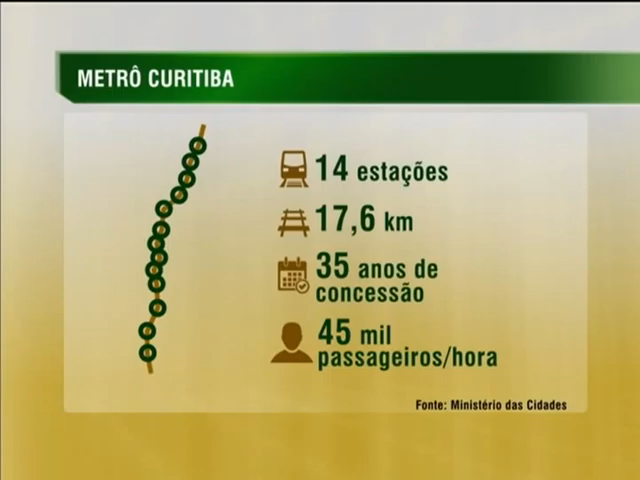 METRÔ CURITIBA
14 estações
17,6 km
35 anos de
concessão
45 mil
passageiros/hora
Fonte: Ministério das Cidades